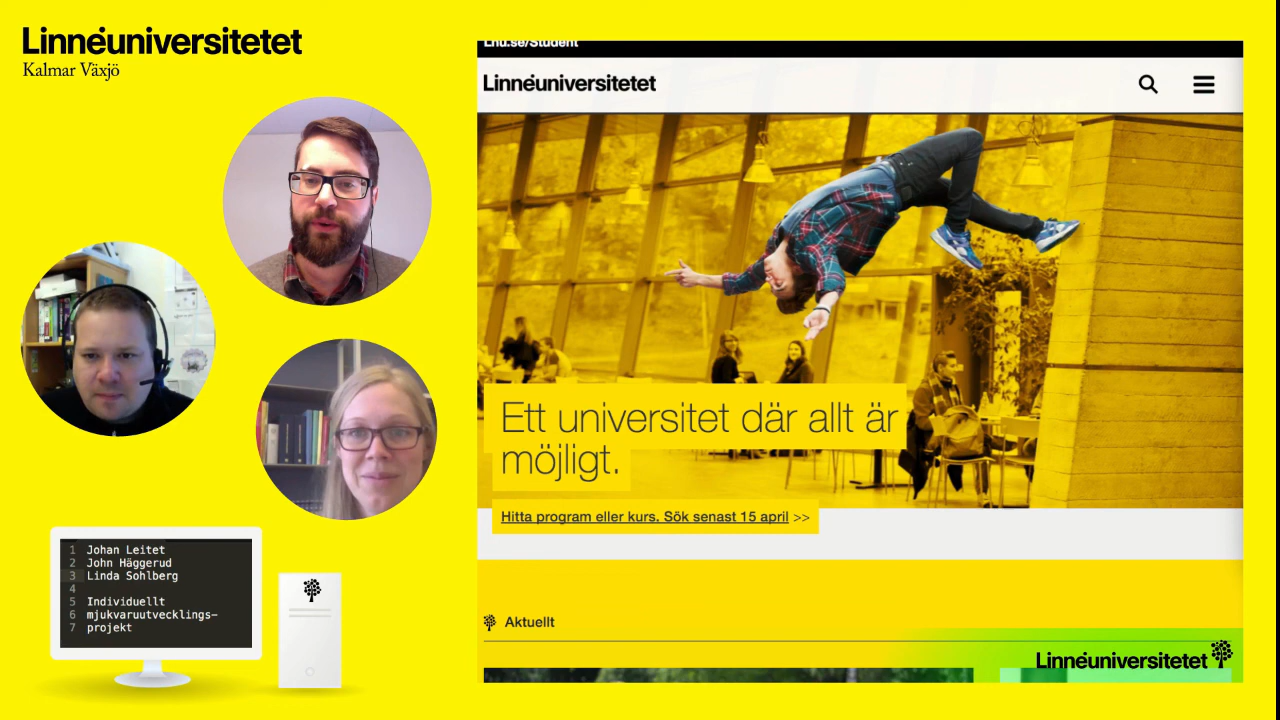 Linnéuniversitetet
Kalmar Växjö
1 Johan Leitet
2 John Häggerud
3 Linda Sohlberg
4
5 Individuellt
6 mjukvaruutvecklings-
7 projekt
Lnu.se/Student
Linnéuniversitetet
Ett universitet där allt är
möjligt.
Hitta program eller kurs. Sök senast 15 april >>
Aktuellt
Linnéuniversitetet